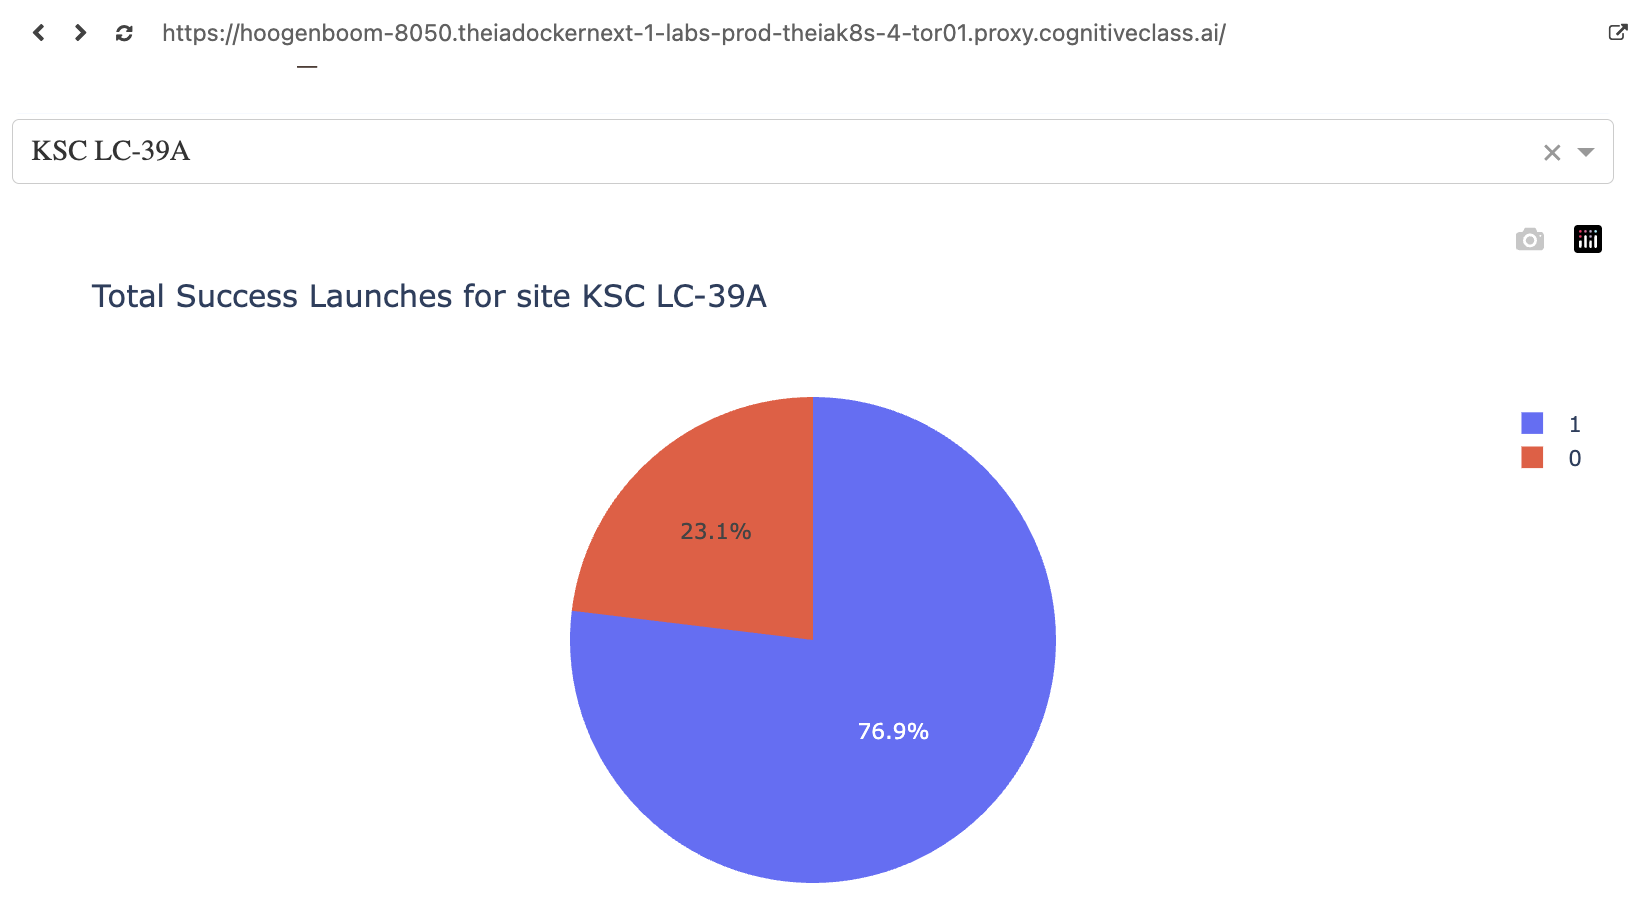 https://hoogenboom-8050.theiadockernext-1-labs-prod-theiak8s-4-tor01.proxy.cognitiveclass.ai/
KSC LC-39A
Total Success Launches for site KSC LC-39A
1
0
23.1%
76.9%